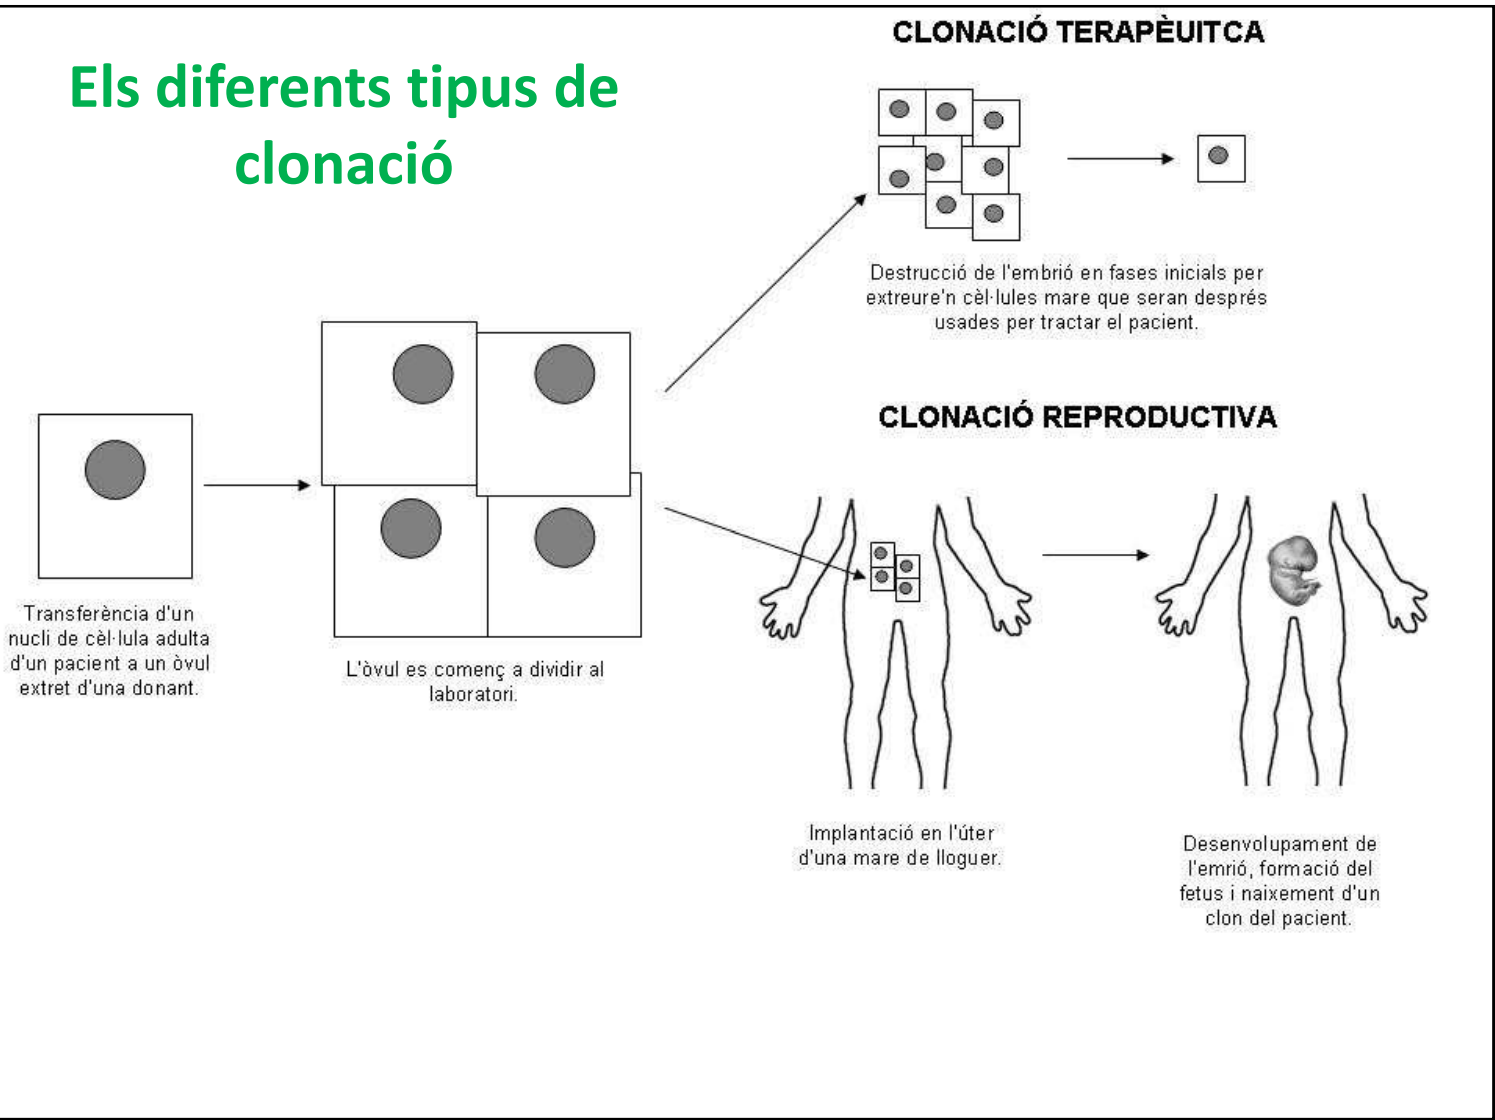 Els diferents tipus de
clonació
CLONACIÓ TERAPÈUITCA
Destrucció de l'embrió en fases inicials per
extreure'n cèl·lules mare que seran després
usades per tractar el pacient.
Transferència d'un
nucli de cèl·lula adulta
d'un pacient a un òvul
extret d'una donant.
L'òvul es començ a dividir al
laboratori.
CLONACIÓ REPRODUCTIVA
Implantació en l'úter
d'una mare de lloguer.
Desenvolupament de
l'emrió, formació del
fetus i naixement d'un
clon del pacient.